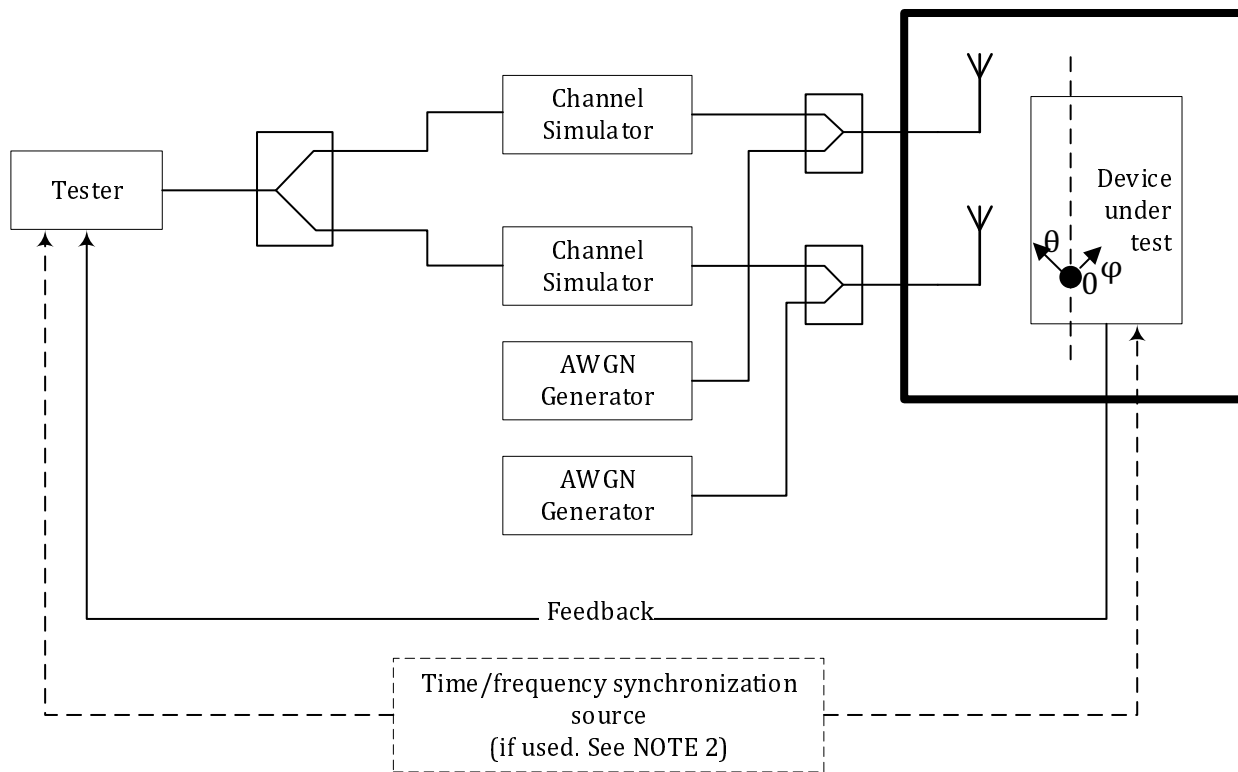 Channel
Simulator
Tester
Device
under
test
θ
φ
0
Channel
Simulator
AWGN
Generator
AWGN
Generator
Feedback
Time/frequency synchronization
source
(if used. See NOTE 2)